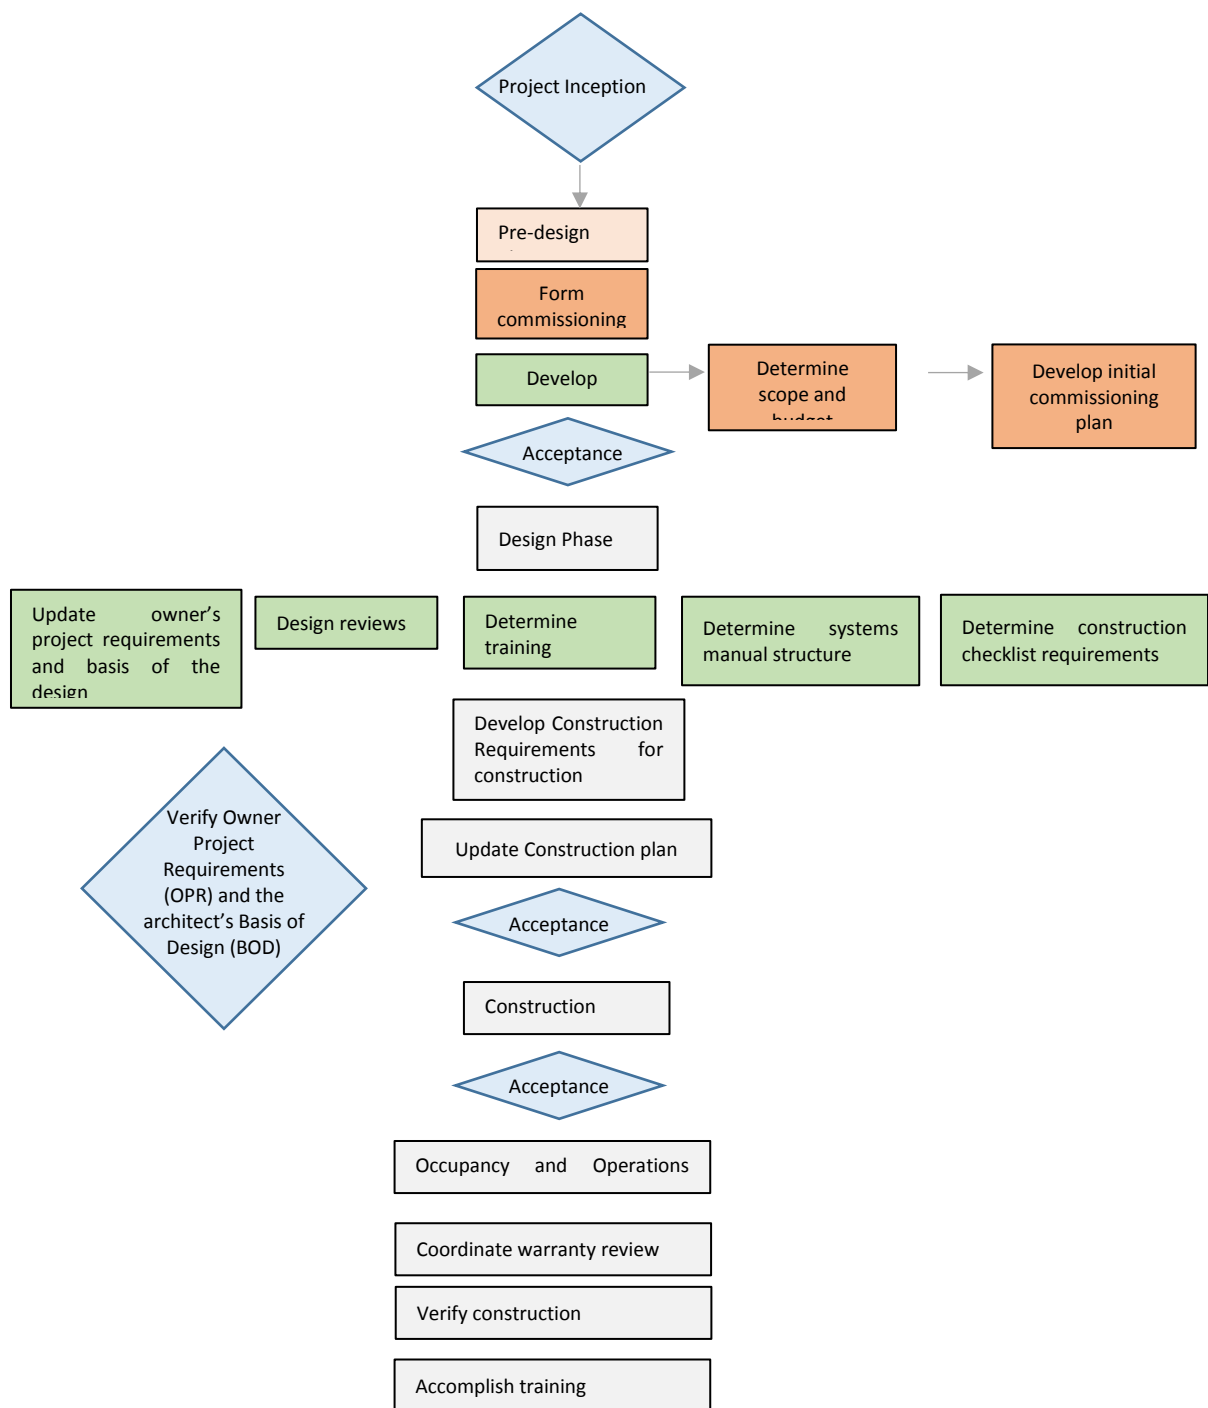 Project Inception
Pre-design
Form
commissioning
Develop
Determine
scope and
budget
Develop initial
commissioning
plan
Acceptance
Design Phase
Update owner's
project requirements
and basis of the
design
Design reviews
Determine
training
Determine systems
manual structure
Determine construction
checklist requirements
Develop Construction
Requirements for
construction
Verify Owner
Project
Requirements
(OPR) and the
architect's Basis of
Design (BOD)
Update Construction plan
Acceptance
Construction
Acceptance
Occupancy and Operations
Coordinate warranty review
Verify construction
Accomplish training